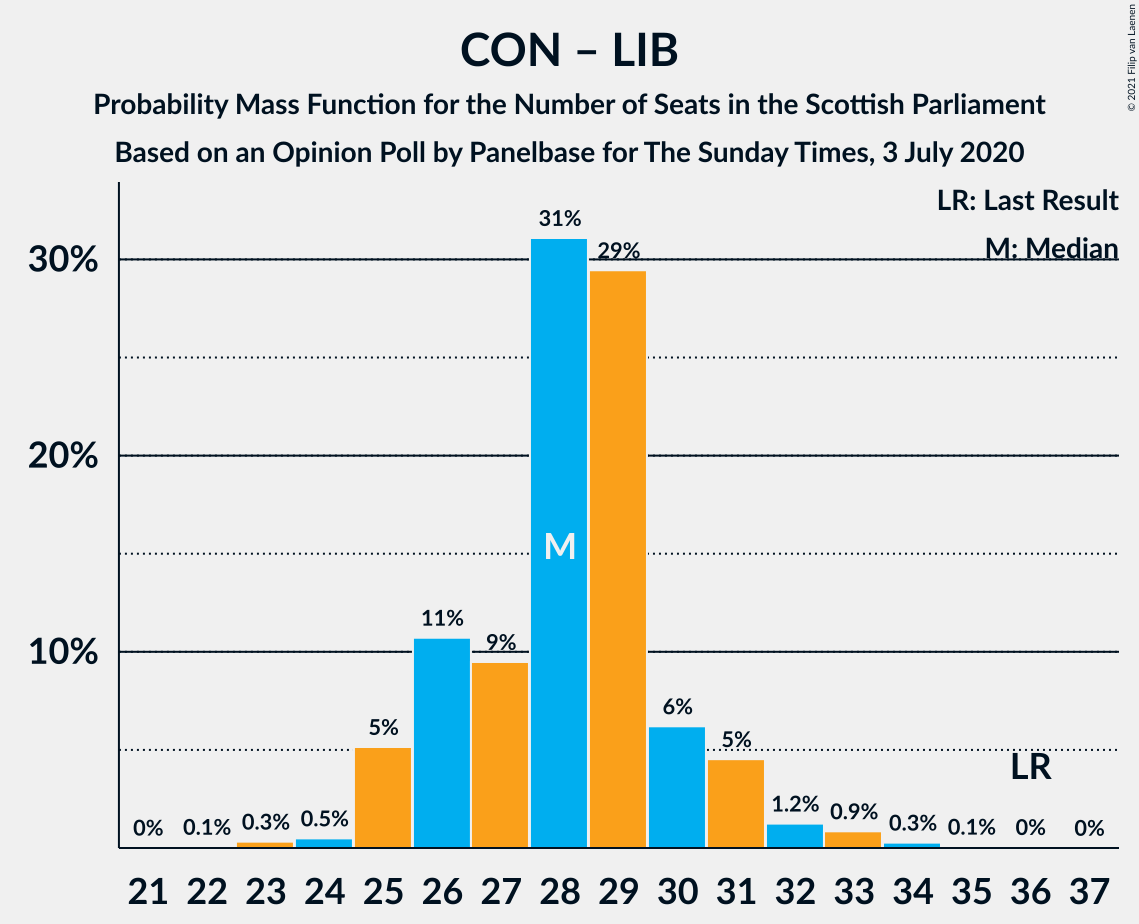 CON – LIB
Probability Mass Function for the Number of Seats in the Scottish Parliament
Based on an Opinion Poll by Panelbase for The Sunday Times, 3 July 2020
© 2021 Filip van Laenen
LR: Last Result
M: Median
30%
20%
10%
0%
0.1%
0.3%
0.5%
5%
11%
9%
31%
29%
6%
5%
1.2%
0.9%
0.3%
0.1%
0%
0%
M
LR
21 22 23 24 25 26 27 28 29 30 31 32 33 34 35 36 37